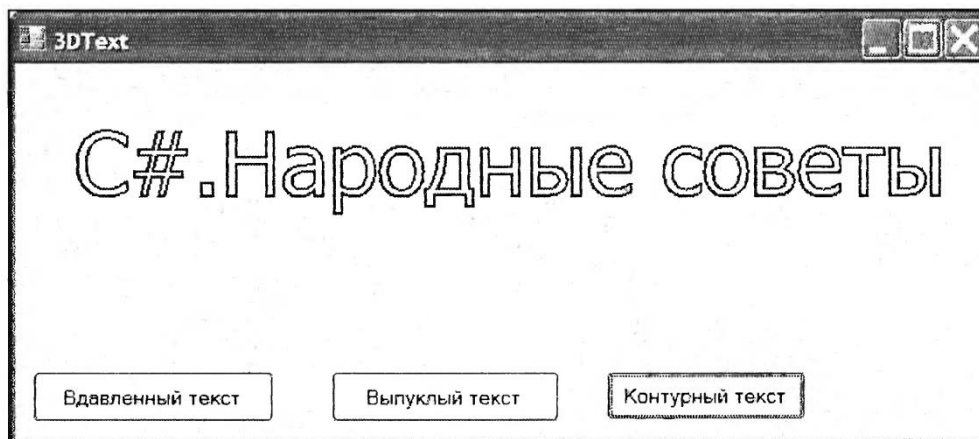 3DText
C#.Народные советы
Вдавленный текст Выпуклый текст Контурный текст